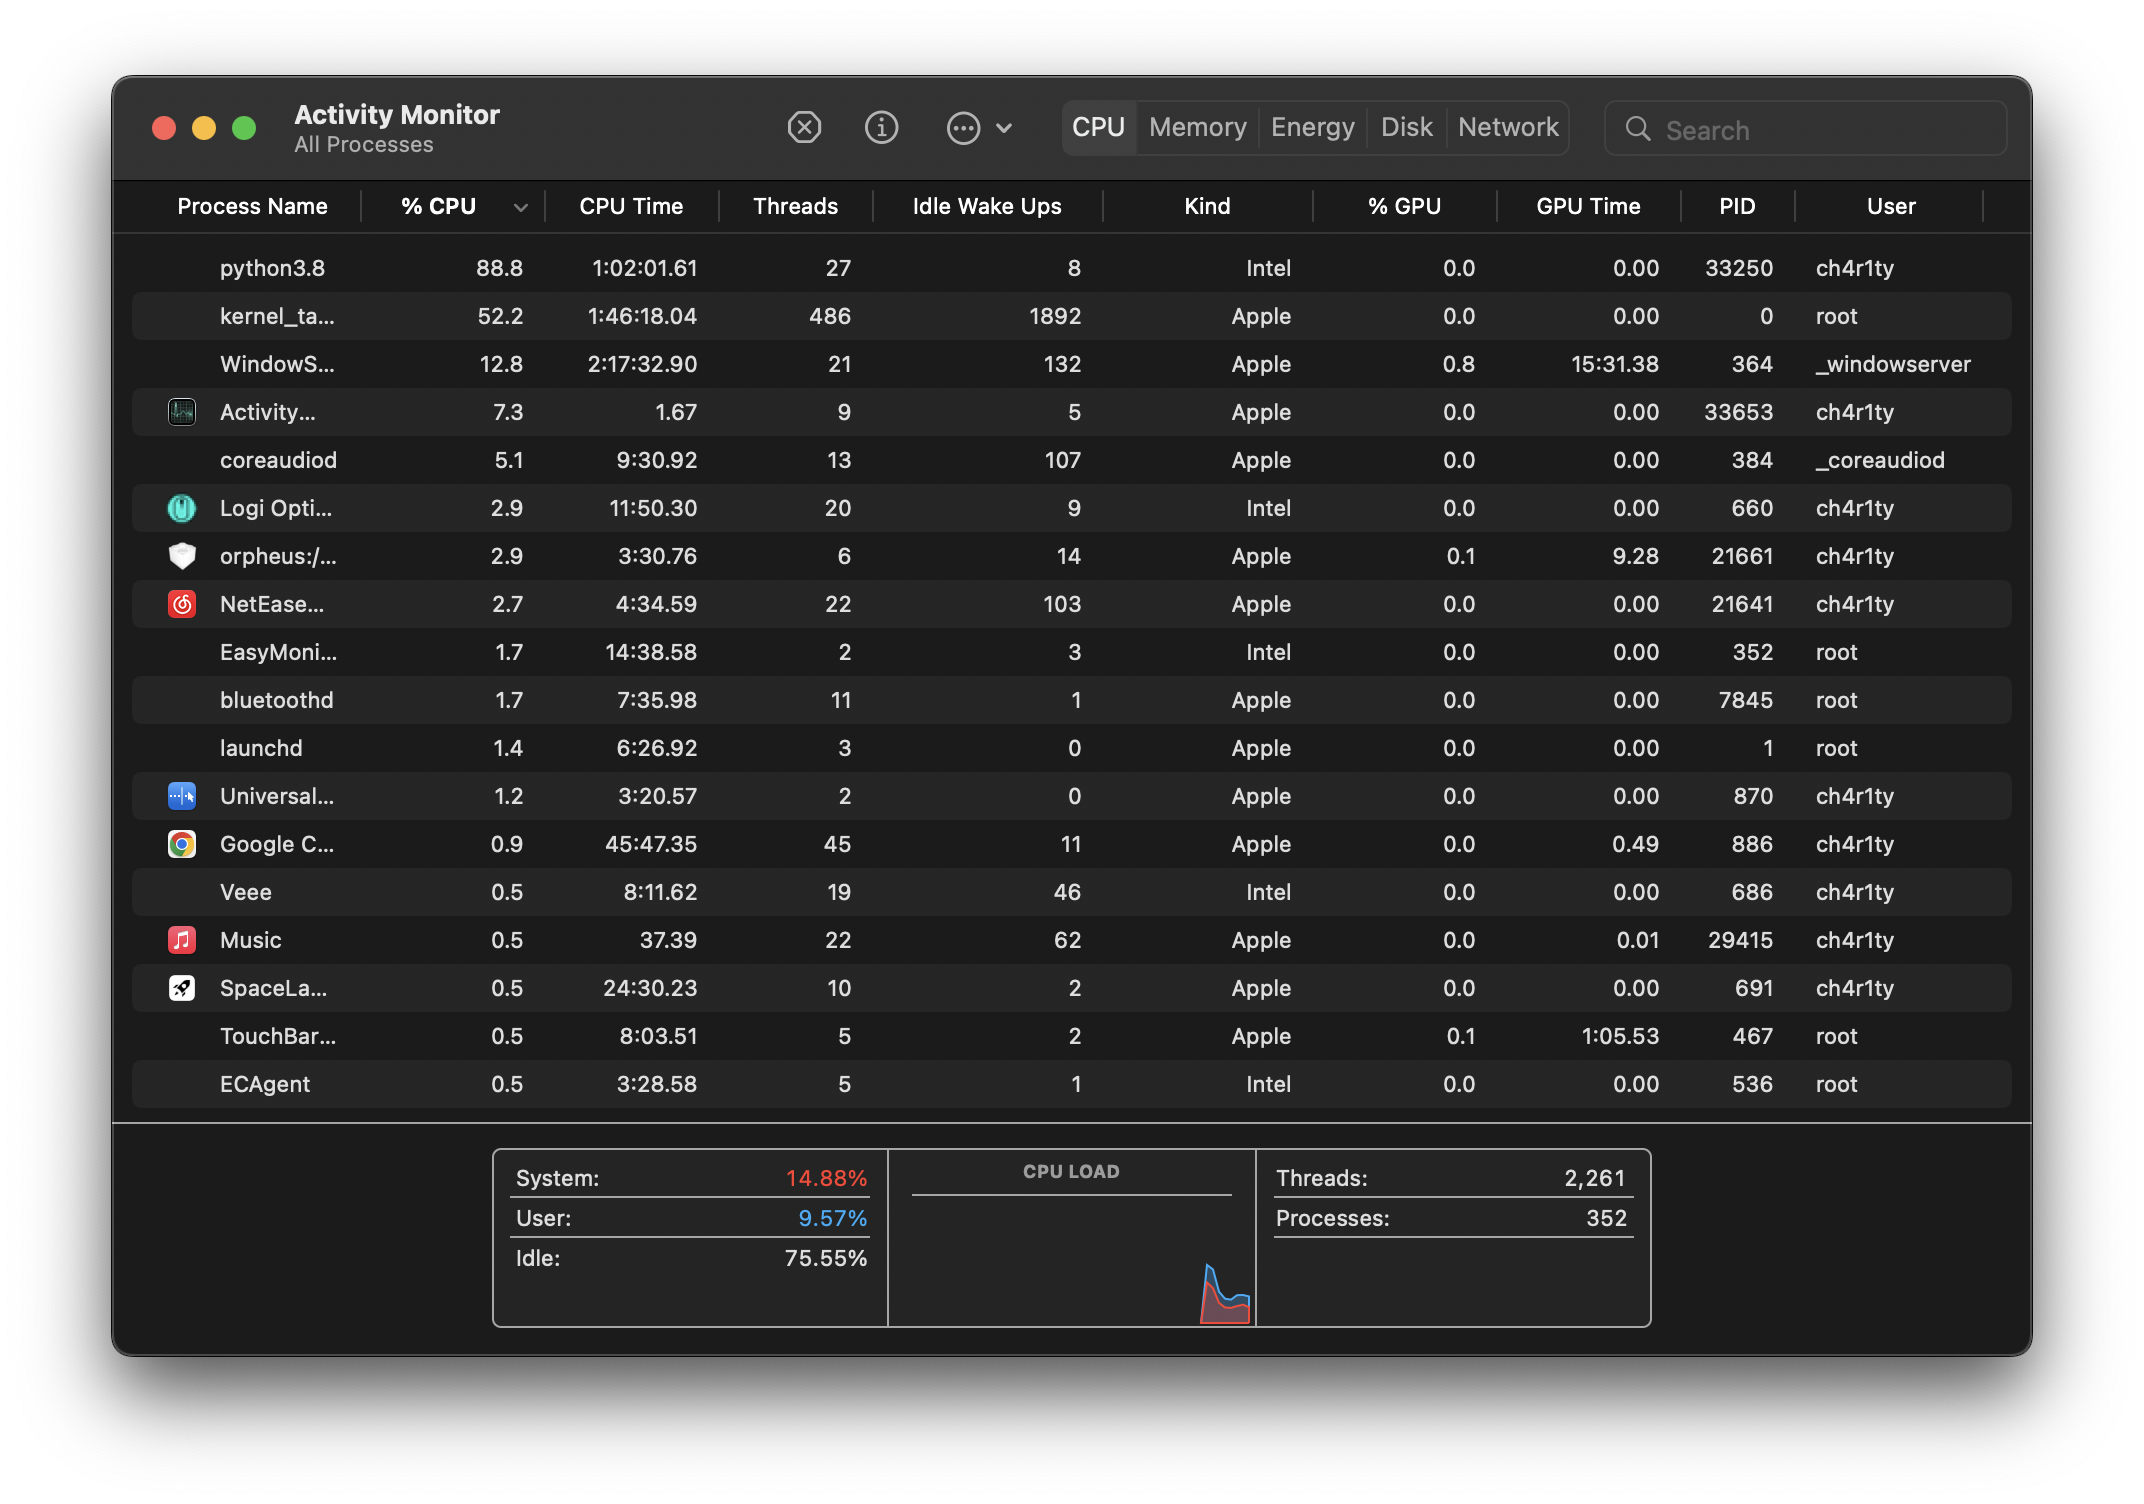 Activity Monitor
All Processes
CPU Memory Energy Disk Network
Search
Process Name % CPU CPU Time Threads Idle Wake Ups Kind % GPU GPU Time PID User
python3.8 88.8 1:02:01.61 27 8 Intel 0.0 0.00 33250 ch4r1ty
kernel_ta... 52.2 1:46:18.04 486 1892 Apple 0.0 0.00 0 root
WindowS... 12.8 2:17:32.90 21 132 Apple 0.8 15:31.38 364 _windowserver
Activity... 7.3 1.67 9 5 Apple 0.0 0.00 33653 ch4r1ty
coreaudiod 5.1 9:30.92 13 107 Apple 0.0 0.00 384 _coreaudiod
Logi Opti... 2.9 11:50.30 20 9 Intel 0.0 0.00 660 ch4r1ty
orpheus:/... 2.9 3:30.76 6 14 Apple 0.1 9.28 21661 ch4r1ty
NetEase... 2.7 4:34.59 22 103 Apple 0.0 0.00 21641 ch4r1ty
EasyMoni... 1.7 14:38.58 2 3 Intel 0.0 0.00 352 root
bluetoothd 1.7 7:35.98 11 1 Apple 0.0 0.00 7845 root
launchd 1.4 6:26.92 3 0 Apple 0.0 0.00 1 root
Universal... 1.2 3:20.57 2 0 Apple 0.0 0.00 870 ch4r1ty
Google C... 0.9 45:47.35 45 11 Apple 0.0 0.49 886 ch4r1ty
Veee 0.5 8:11.62 19 46 Intel 0.0 0.00 686 ch4r1ty
Music 0.5 37.39 22 62 Apple 0.0 0.01 29415 ch4r1ty
SpaceLa... 0.5 24:30.23 10 2 Apple 0.0 0.00 691 ch4r1ty
TouchBar... 0.5 8:03.51 5 2 Apple 0.1 1:05.53 467 root
ECAgent 0.5 3:28.58 5 1 Intel 0.0 0.00 536 root
System: 14.88%
User: 9.57%
Idle: 75.55%
CPU LOAD
Threads: 2,261
Processes: 352